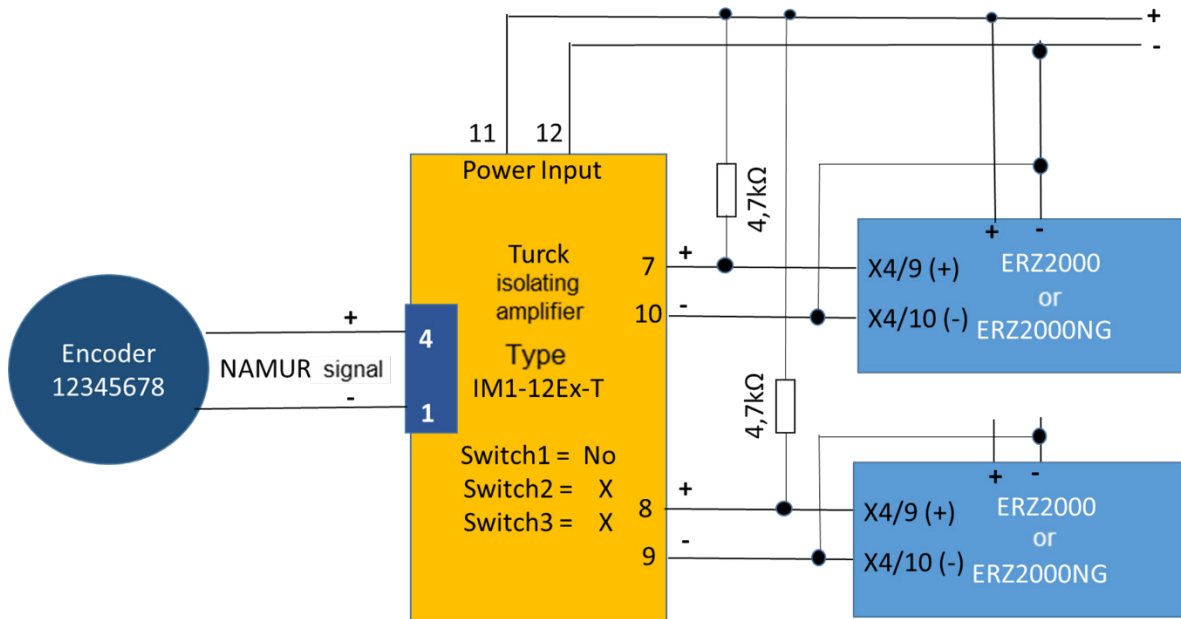 +
-
11
12
Power Input
4,7kΩ
+
-
Turck
isolating
amplifier
7
+
10
-
X4/9 (+)
X4/10 (-)
ERZ2000
or
ERZ2000NG
Encoder
12345678
+
NAMUR signal
-
4
1
Type
IM1-12Ex-T
4,7kΩ
Switch1 = No
Switch2 = X
Switch3 = X
8
+
9
-
+
-
X4/9 (+)
X4/10 (-)
ERZ2000
or
ERZ2000NG